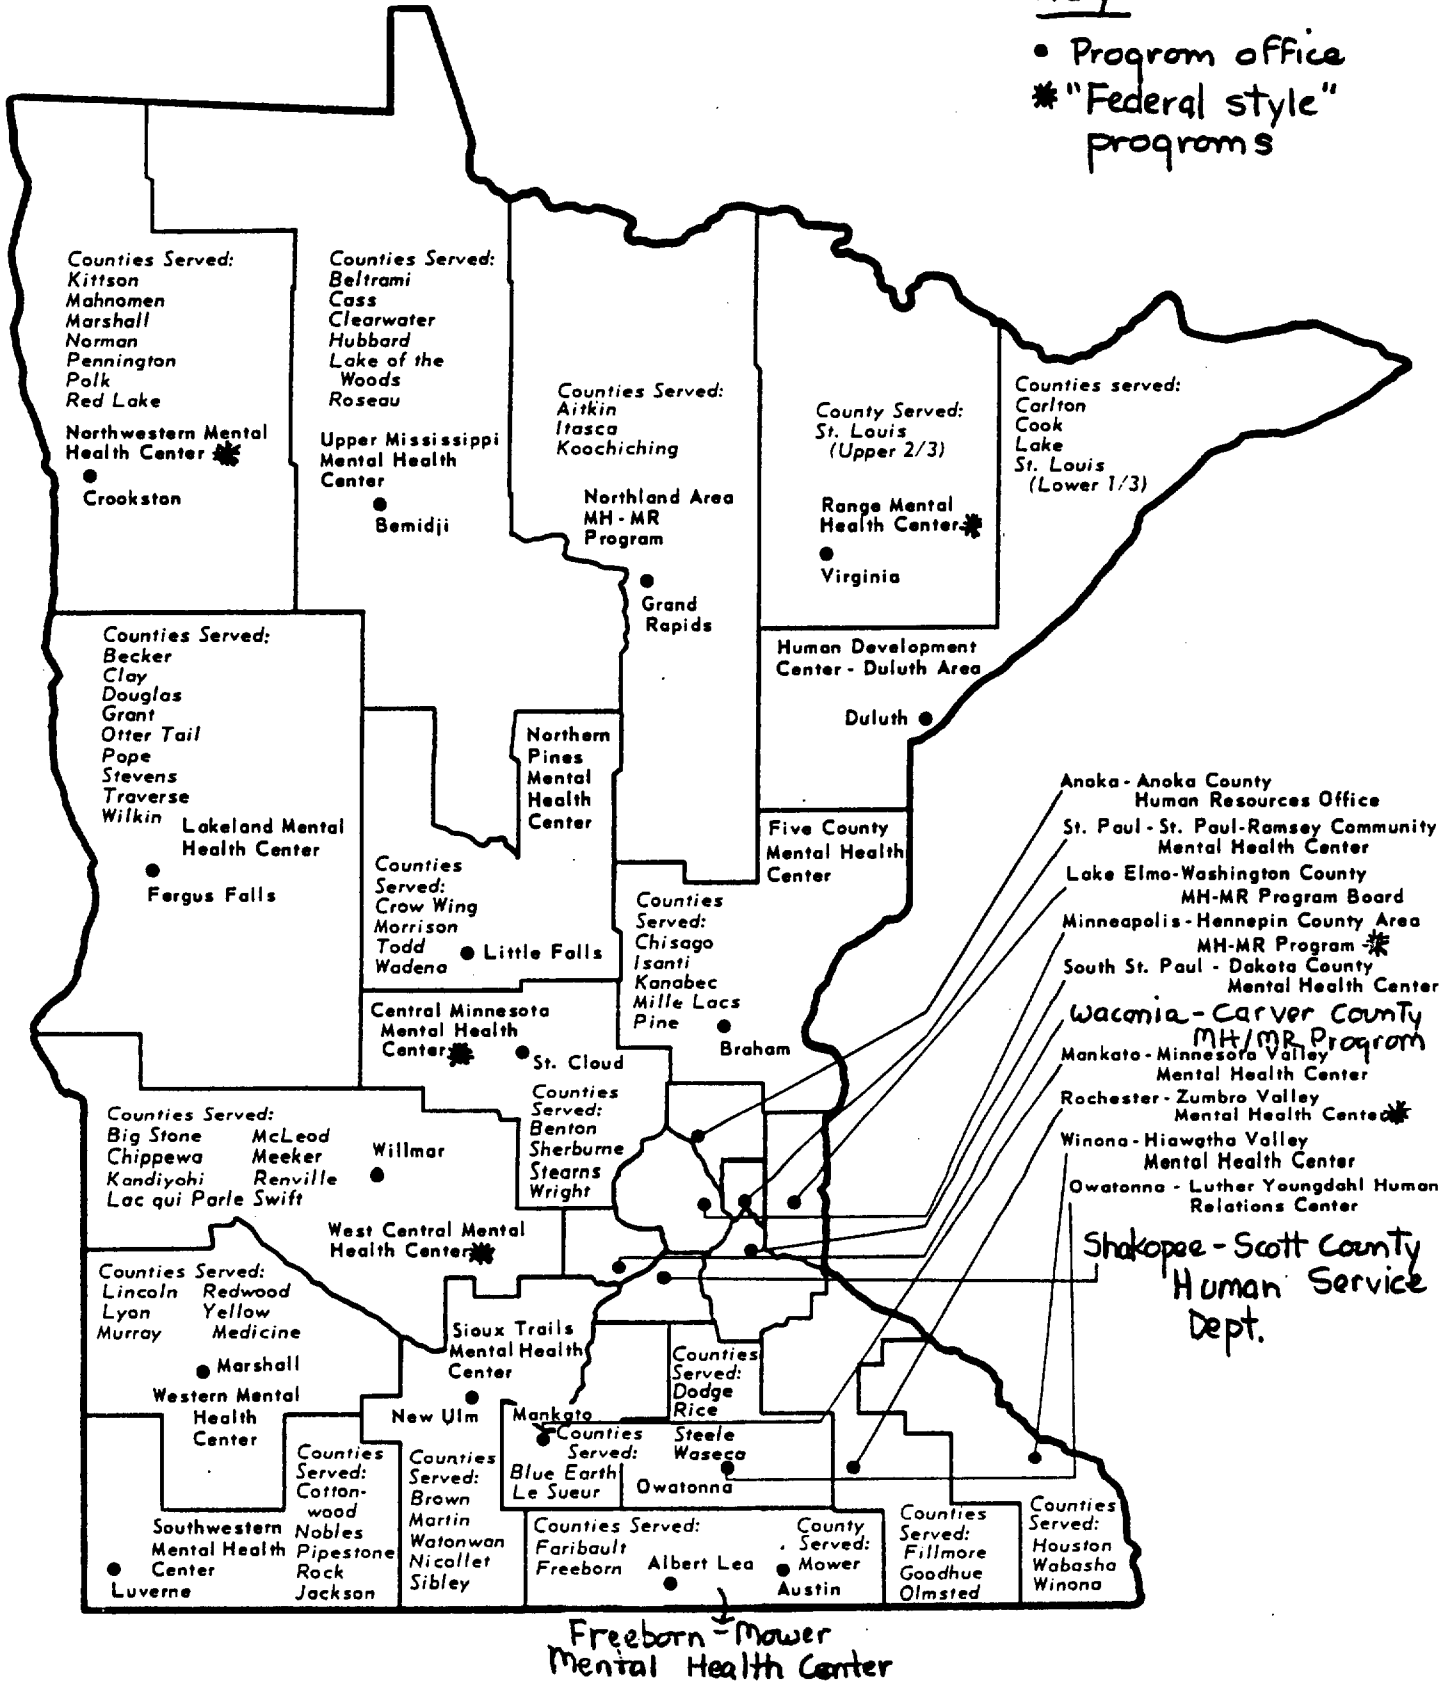 • Program office
✱ "Federal style"
programs
Counties Served:
Kittson
Mahnomen
Marshall
Norman
Pennington
Polk
Red Lake
Northwestern Mental
Health Center ✱
Crookston
Counties Served:
Beltrami
Cass
Clearwater
Hubbard
Lake of the
Woods
Roseau
Upper Mississippi
Mental Health
Center
Bemidji
Counties Served:
Aitkin
Itasca
Koochiching
Northland Area
MH-MR
Program
Grand
Rapids
County Served:
St. Louis
(Upper 2/3)
Range Mental
Health Center ✱
Virginia
Counties served:
Carlton
Cook
Lake
St. Louis
(Lower 1/3)
Human Development
Center - Duluth Area
Duluth
Counties Served:
Becker
Clay
Douglas
Grant
Otter Tail
Pope
Stevens
Traverse
Wilkin
Lakeland Mental
Health Center
Fergus Falls
Northern
Pines
Mental
Health
Center
Counties
Served:
Crow Wing
Morrison
Todd
Wadena
Little Falls
Five County
Mental Health
Center
Counties
Served:
Chisago
Isanti
Kanabec
Mille Lacs
Pine
Braham
Central Minnesota
Mental Health
Center ✱
St. Cloud
Counties
Served:
Benton
Sherburne
Stearns
Wright
Counties Served:
Big Stone McLeod
Chippewa Meeker
Kandiyohi Renville
Lac qui Parle Swift
Willmar
West Central Mental
Health Center ✱
Counties Served:
Lincoln Redwood
Lyon Yellow
Murray Medicine
Marshall
Western Mental
Health
Center
Sioux Trails
Mental Health
Center
New Ulm
Counties
Served:
Brown
Martin
Watonwan
Nicollet
Sibley
Counties
Served:
Cotton-
wood
Nobles
Pipestone
Rock
Jackson
Southwestern
Mental Health
Center
Luverne
Mankato
Counties
Served:
Blue Earth
Le Sueur
Counties
Served:
Dodge
Rice
Steele
Waseca
Owatonna
Counties Served:
Faribault
Freeborn
Albert Lea
County
Served:
Mower
Austin
Counties
Served:
Fillmore
Goodhue
Olmsted
Counties
Served:
Houston
Wabasha
Winona
Anoka - Anoka County
Human Resources Office
St. Paul - St. Paul-Ramsey Community
Mental Health Center
Lake Elmo-Washington County
MH-MR Program Board
Minneapolis - Hennepin County Area
MH-MR Program ✱
South St. Paul - Dakota County
Mental Health Center
Waconia - Carver County
MH/MR Program
Mankato - Minnesota Valley
Mental Health Center
Rochester - Zumbro Valley
Mental Health Center ✱
Winona - Hiawatha Valley
Mental Health Center
Owatonna - Luther Youngdahl Human
Relations Center
Shakopee - Scott County
Human Service
Dept.
Freeborn - Mower
Mental Health Center